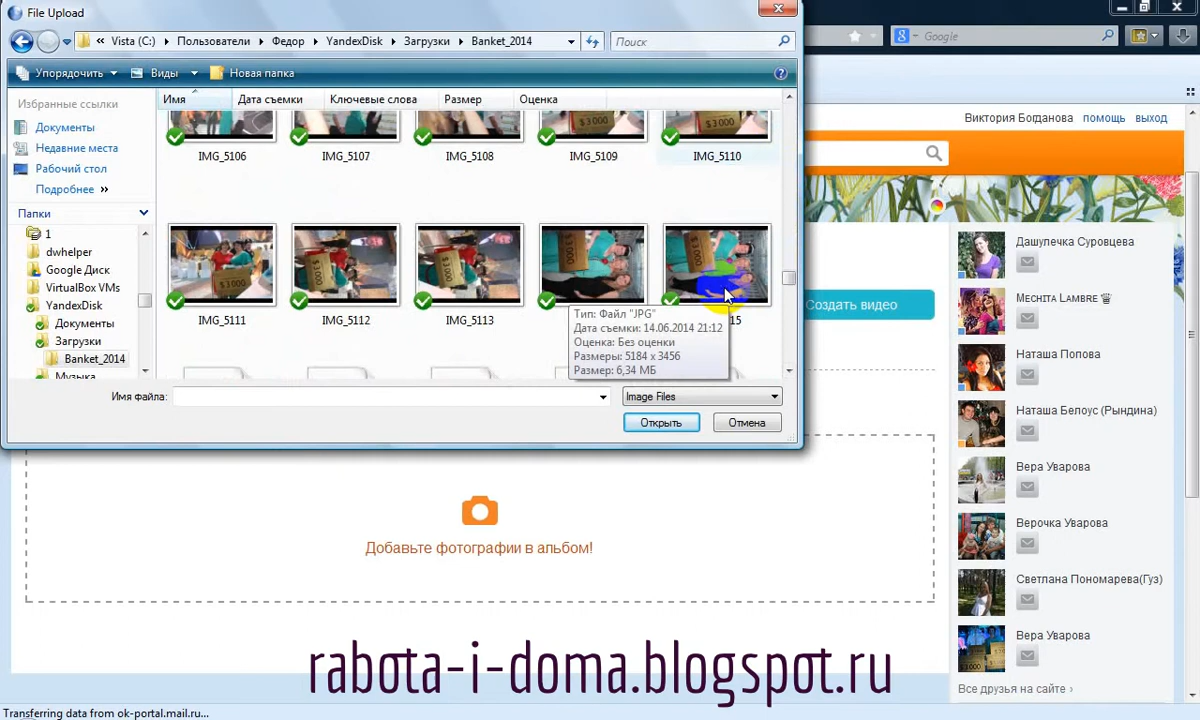 File Upload
« Vista (C:) Пользователи Федор YandexDisk Загрузки Banket_2014
Поиск
Google
Упорядочить Виды Новая папка
Избранные ссылки
Документы
Недавние места
Рабочий стол
Подробнее »
Папки
1
dwhelper
Google Диск
VirtualBox VMs
YandexDisk
Документы
Загрузки
Banket_2014
Музыка
Имя Дата съемки Ключевые слова Размер Оценка
$3000
$3000
IMG_5106 IMG_5107 IMG_5108 IMG_5109 IMG_5110
IMG_5111 IMG_5112 IMG_5113 15
Тип: Файл "JPG"
Дата съемки: 14.06.2014 21:12
Оценка: Без оценки
Размеры: 5184 x 3456
Размер: 6,34 МБ
Имя файла: Image Files
Открыть Отмена
Виктория Богданова помощь выход
Создать видео
Дашулечка Суровцева
Мᴇᴄнιтᴀ Lᴀᴍʙʀᴇ ♛
Наташа Попова
Наташа Белоус (Рындина)
Вера Уварова
Верочка Уварова
Светлана Пономарева(Гуз)
Вера Уварова
Все друзья на сайте ›
Добавьте фотографии в альбом!
rabota-i-doma.blogspot.ru
Transferring data from ok-portal.mail.ru...